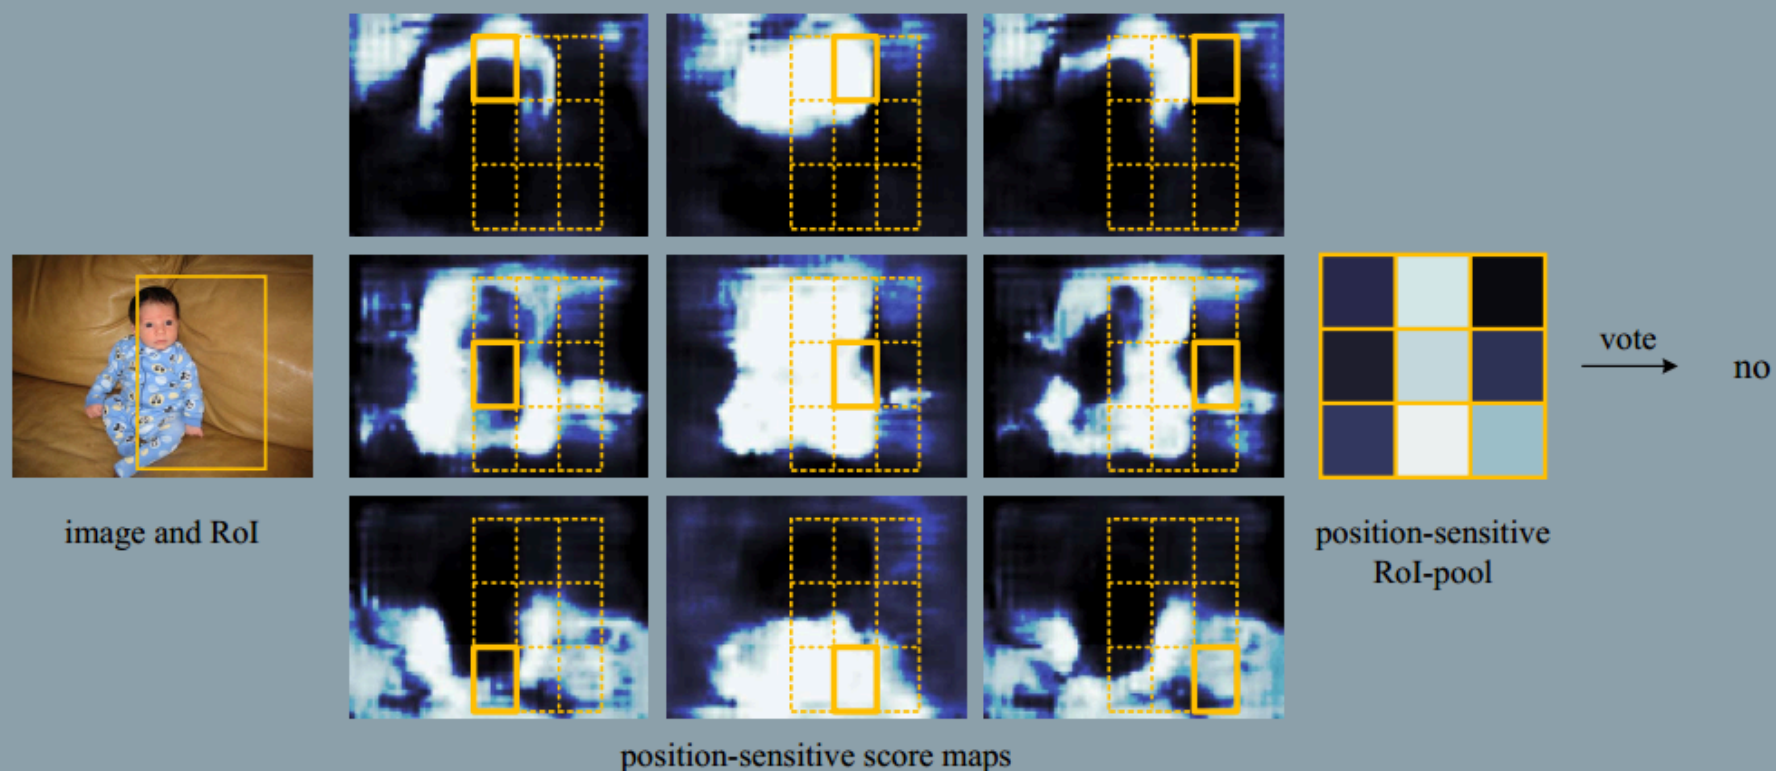 image and RoI
position-sensitive score maps
position-sensitive
RoI-pool
vote
no